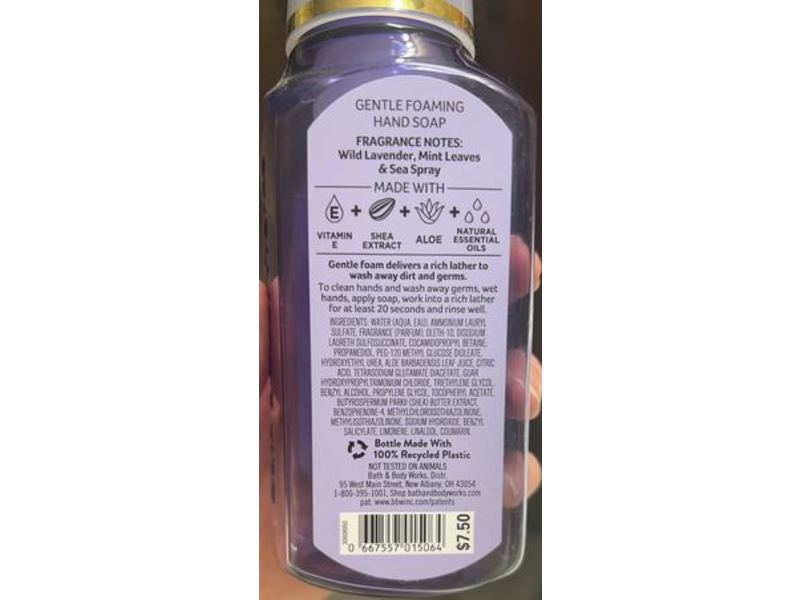 GENTLE FOAMING
HAND SOAP
FRAGRANCE NOTES:
Wild Lavender, Mint Leaves
& Sea Spray
MADE WITH
E
VITAMIN
E
+
SHEA
EXTRACT
+
ALOE
+
NATURAL
ESSENTIAL
OILS
Gentle foam delivers a rich lather to
wash away dirt and germs.
To clean hands and wash away germs, wet
hands, apply soap, work into a rich lather
for at least 20 seconds and rinse well.
INGREDIENTS: WATER (AQUA, EAU), AMMONIUM LAURYL
SULFATE, FRAGRANCE (PARFUM), OLETH-10, DISODIUM
LAURETH SULFOSUCCINATE, COCAMIDOPROPYL BETAINE,
PROPANEDIOL, PEG-120 METHYL GLUCOSE DIOLEATE,
HYDROXYETHYL UREA, ALOE BARBADENSIS LEAF JUICE, CITRIC
ACID, TETRASODIUM GLUTAMATE DIACETATE, GUAR
HYDROXYPROPYLTRIMONIUM CHLORIDE, TRIETHYLENE GLYCOL,
BENZYL ALCOHOL, PROPYLENE GLYCOL, TOCOPHERYL ACETATE,
BUTYROSPERMUM PARKII (SHEA) BUTTER EXTRACT,
BENZOPHENONE-4, METHYLCHLOROISOTHIAZOLINONE,
METHYLISOTHIAZOLINONE, SODIUM HYDROXIDE, BENZYL
SALICYLATE, LIMONENE, LINALOOL, COUMARIN.
Bottle Made With
100% Recycled Plastic
NOT TESTED ON ANIMALS
Bath & Body Works, Distr.
95 West Main Street, New Albany, OH 43054
1-800-395-1001, Shop bathandbodyworks.com
pat. www.bbwinc.com/patents
0 667557 015064
$7.50